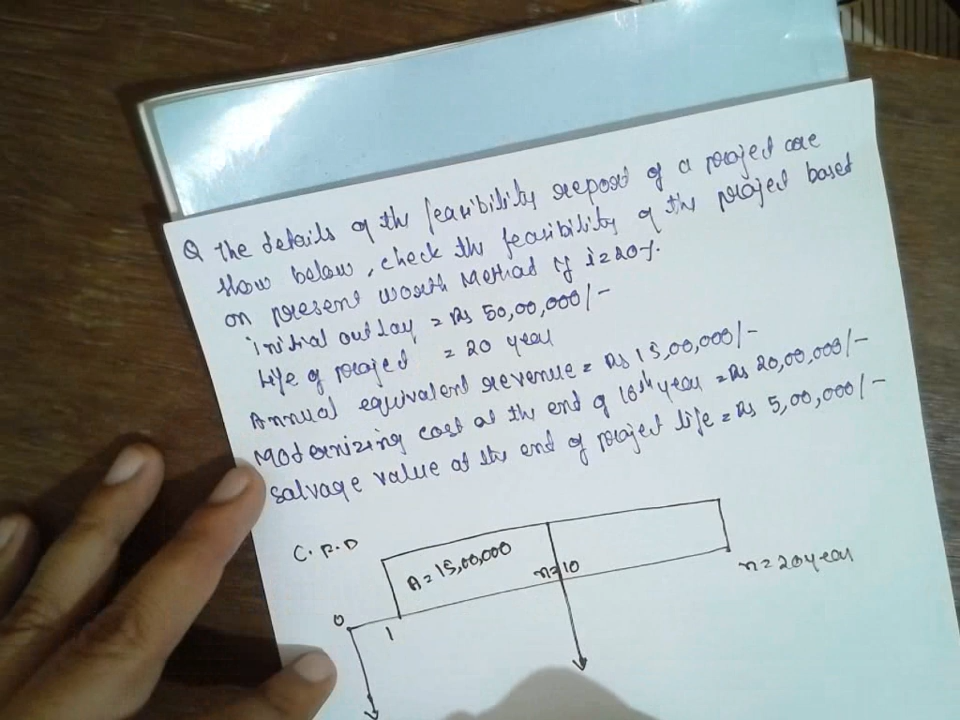 Q The details of the feasibility report of a project are
show below, check the feasibility of the project based
on present worth Method if i=20%.
initial outlay = Rs 50,00,000/-
life of project = 20 year
Annual equivalent revenue = Rs 15,00,000/-
Modernizing cost at the end of 10th year = Rs 20,00,000/-
Salvage value at the end of project life = Rs 5,00,000/-
C.F.D
A = 15,00,000
n=10
n = 20 year
0
1